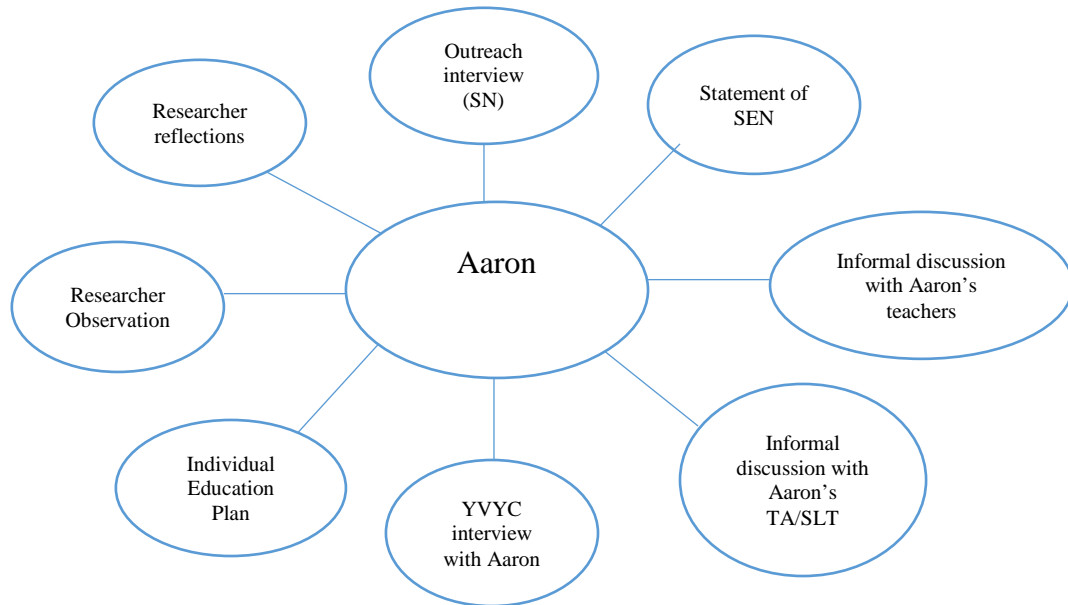 Outreach
interview
(SN)
Statement of
SEN
Researcher
reflections
Aaron
Informal discussion
with Aaron’s
teachers
Researcher
Observation
Informal
discussion with
Aaron’s
TA/SLT
Individual
Education
Plan
YVYC
interview
with Aaron